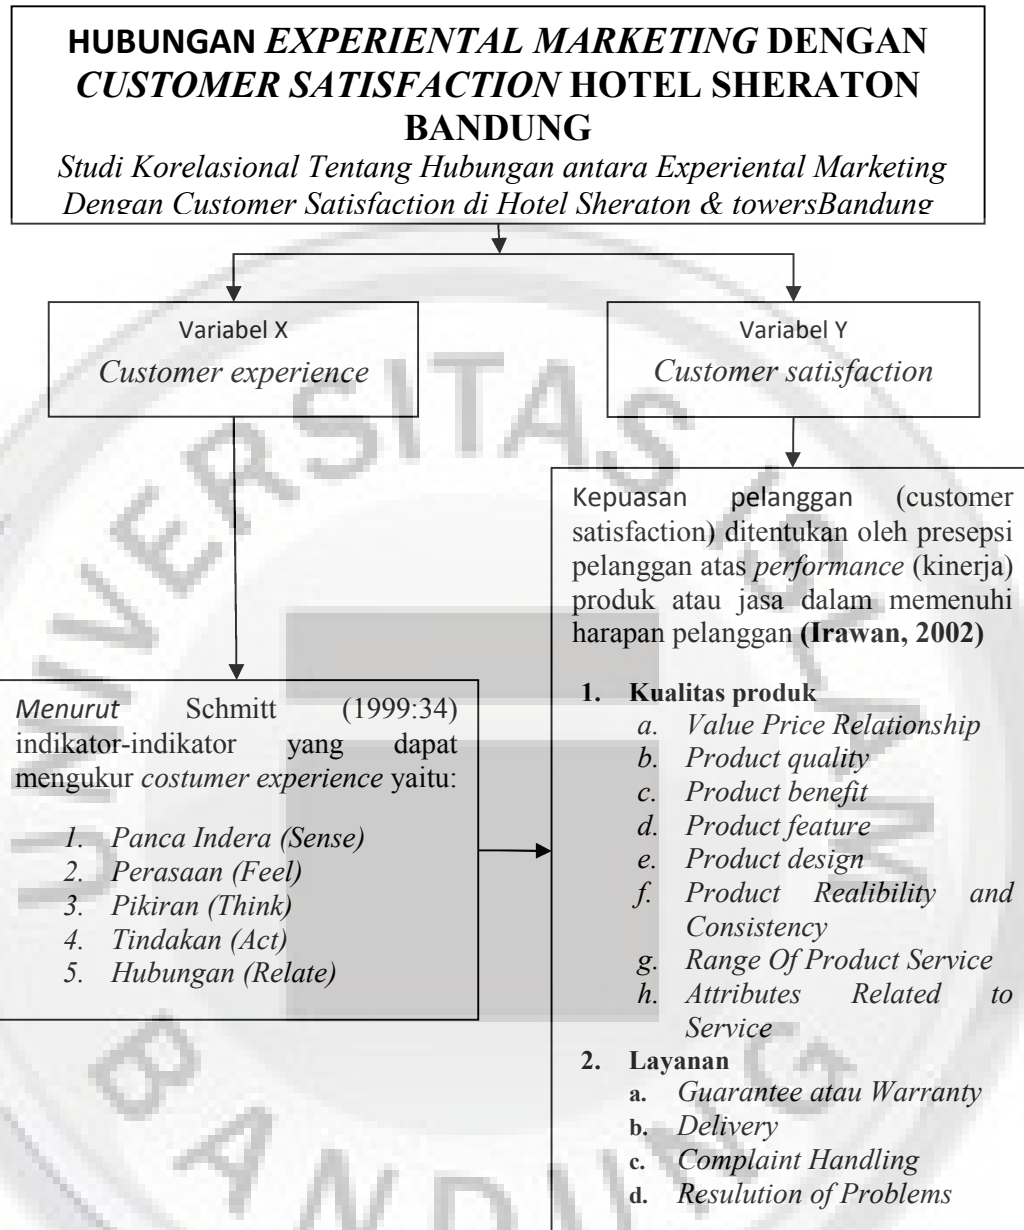 HUBUNGAN EXPERIENTAL MARKETING DENGAN
CUSTOMER SATISFACTION HOTEL SHERATON
BANDUNG
Studi Korelasional Tentang Hubungan antara Experiental Marketing
Dengan Customer Satisfaction di Hotel Sheraton & towersBandung
Variabel X
Customer experience
Variabel Y
Customer satisfaction
Menurut Schmitt (1999:34)
indikator-indikator yang dapat
mengukur costumer experience yaitu:
1. Panca Indera (Sense)
2. Perasaan (Feel)
3. Pikiran (Think)
4. Tindakan (Act)
5. Hubungan (Relate)
Kepuasan pelanggan (customer
satisfaction) ditentukan oleh presepsi
pelanggan atas performance (kinerja)
produk atau jasa dalam memenuhi
harapan pelanggan (Irawan, 2002)
1. Kualitas produk
a. Value Price Relationship
b. Product quality
c. Product benefit
d. Product feature
e. Product design
f. Product Realibility and
Consistency
g. Range Of Product Service
h. Attributes Related to
Service
2. Layanan
a. Guarantee atau Warranty
b. Delivery
c. Complaint Handling
d. Resulution of Problems
UNIVERSITAS ISLAM
BANDUNG